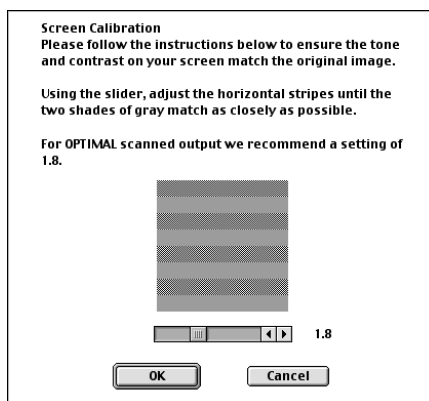 Screen Calibration
Please follow the instructions below to ensure the tone
and contrast on your screen match the original image.
Using the slider, adjust the horizontal stripes until the
two shades of gray match as closely as possible.
For OPTIMAL scanned output we recommend a setting of
1.8.
1.8
OK
Cancel